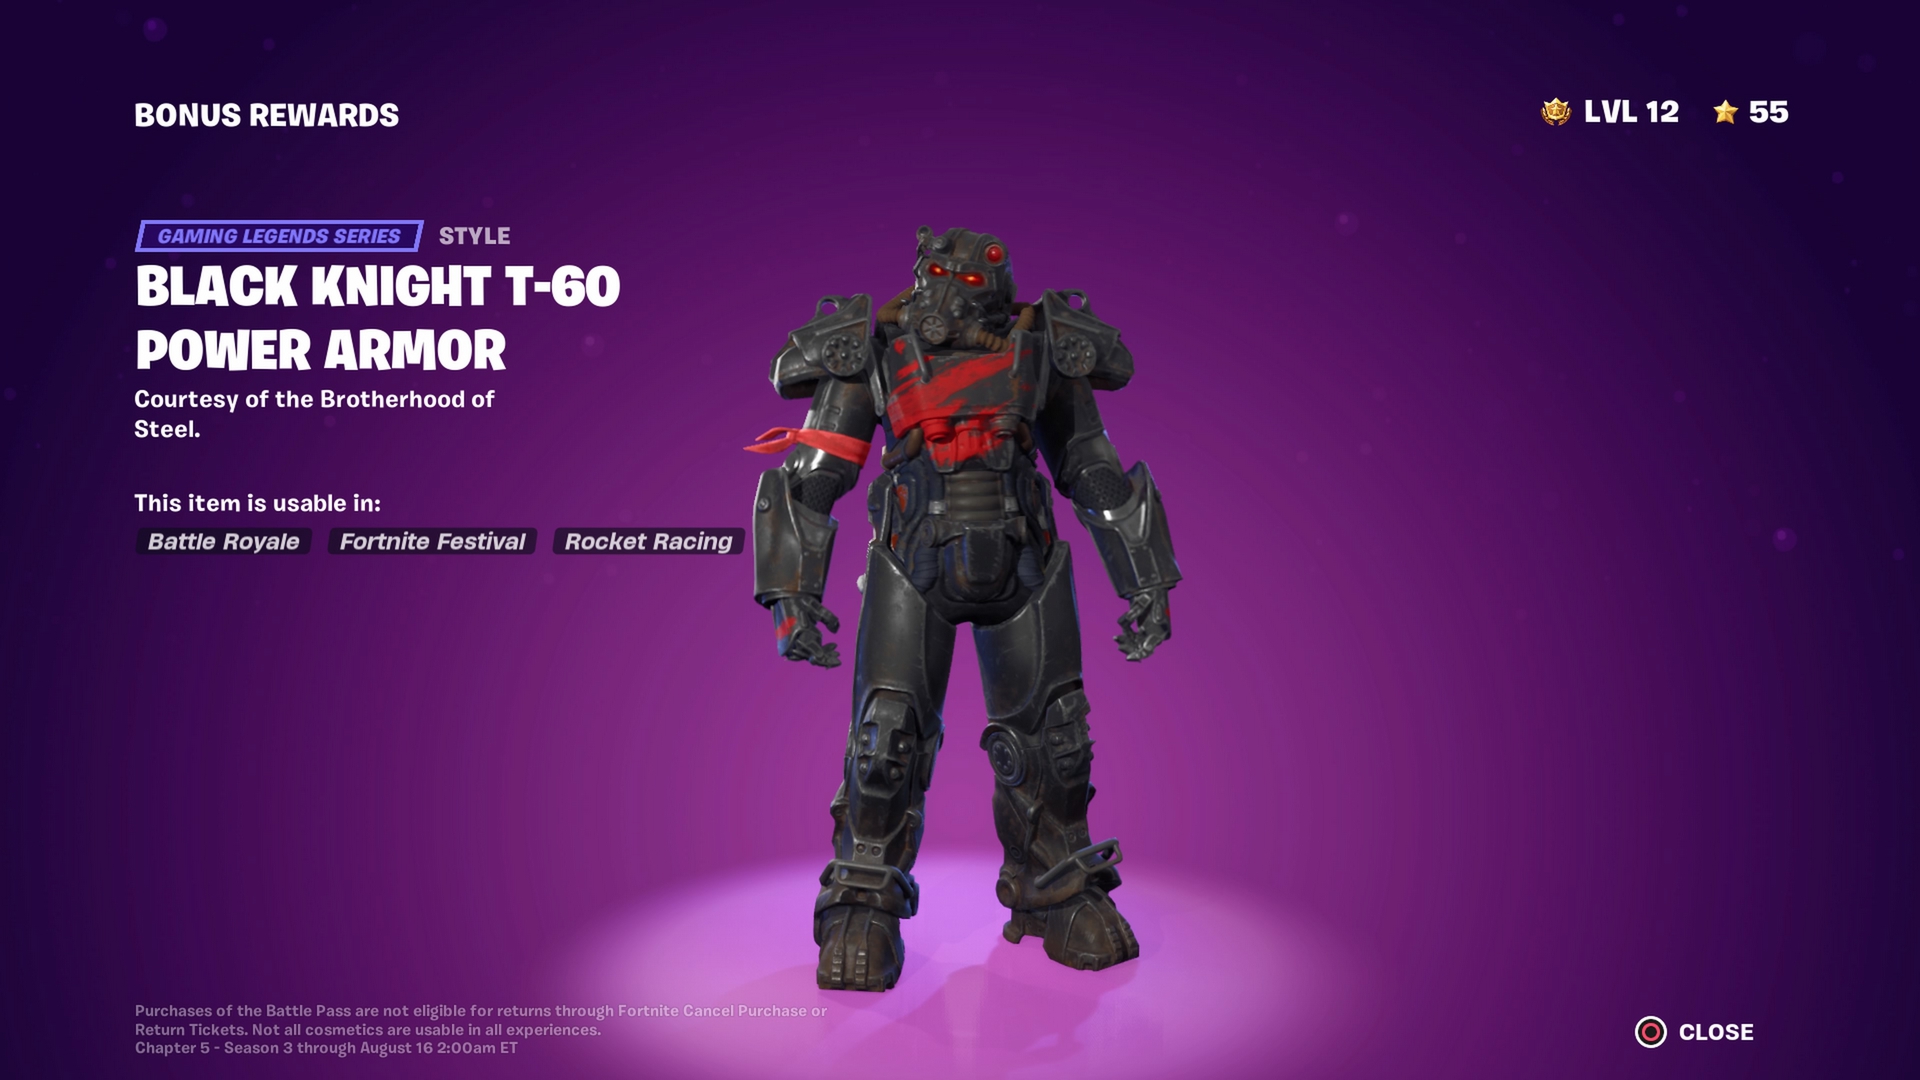 BONUS REWARDS
LVL 12
55
GAMING LEGENDS SERIES STYLE
BLACK KNIGHT T-60
POWER ARMOR
Courtesy of the Brotherhood of
Steel.
This item is usable in:
Battle Royale
Fortnite Festival
Rocket Racing
Purchases of the Battle Pass are not eligible for returns through Fortnite Cancel Purchase or
Return Tickets. Not all cosmetics are usable in all experiences.
Chapter 5 - Season 3 through August 16 2:00am ET
CLOSE